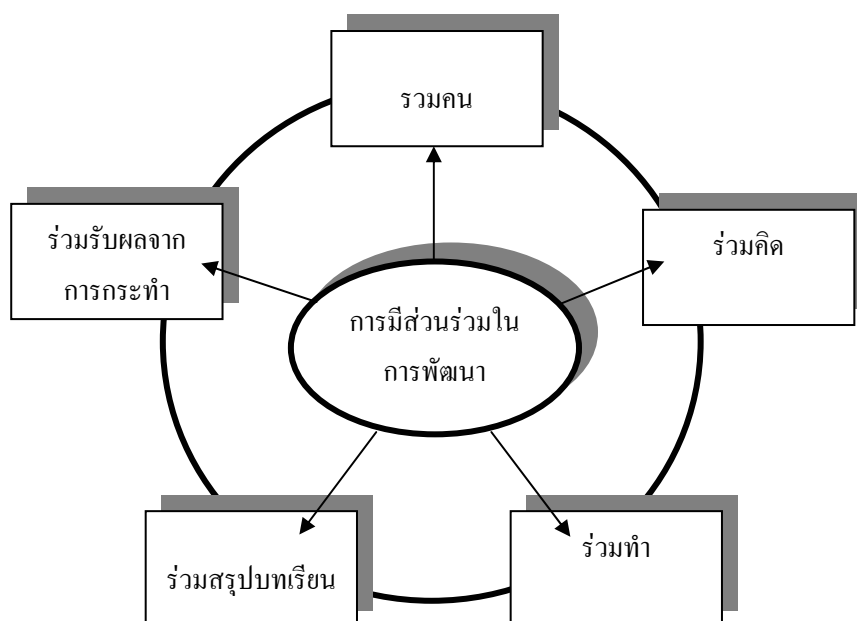 รวมคน
ร่วมรับผลจาก
การกระทำ
ร่วมคิด
การมีส่วนร่วมใน
การพัฒนา
ร่วมสรุปบทเรียน
ร่วมทำ